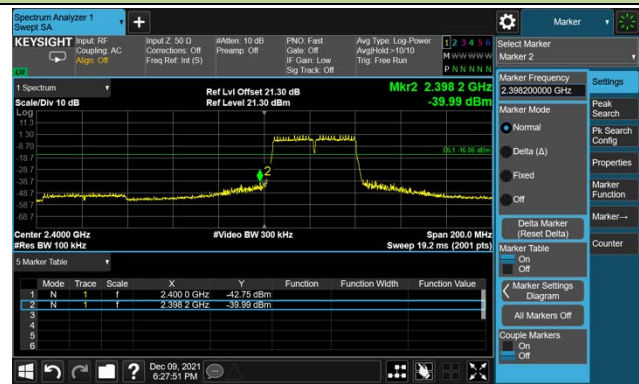 Spectrum Analyzer 1
Swept SA
+
Marker
KEYSIGHT
Input: RF
Coupling: AC
Align: Off
Input Z: 50 Ω
Corrections: Off
Freq Ref: Int (S)
#Atten: 10 dB
Preamp: Off
PNO: Fast
Gate: Off
IF Gain: Low
Sig Track: Off
Avg Type: Log-Power
Avg|Hold:>10/10
Trig: Free Run
1 2 3 4 5 6
M W W W W W
P N N N N N
Select Marker
Marker 2
LXI
1 Spectrum
Scale/Div 10 dB
Log
Ref Lvl Offset 21.30 dB
Ref Level 21.30 dBm
Mkr2 2.398 2 GHz
-39.99 dBm
11.3
1.30
-8.70
-18.7
-28.7
-38.7
-48.7
-58.7
-68.7
DL1 -16.06 dBm
2
Center 2.4000 GHz
#Res BW 100 kHz
#Video BW 300 kHz
Span 200.0 MHz
Sweep 19.2 ms (2001 pts)
5 Marker Table
Mode Trace Scale X Y Function Function Width Function Value
1 N 1 f 2.400 0 GHz -42.75 dBm
2 N 1 f 2.398 2 GHz -39.99 dBm
3
4
5
6
Marker Frequency
2.398200000 GHz
Marker Mode
Normal
Delta (Δ)
Fixed
Off
Delta Marker
(Reset Delta)
Marker Table
On
Off
Marker Settings
Diagram
All Markers Off
Couple Markers
On
Off
Settings
Peak
Search
Pk Search
Config
Properties
Marker
Function
Marker→
Counter
?
Dec 09, 2021
6:27:51 PM